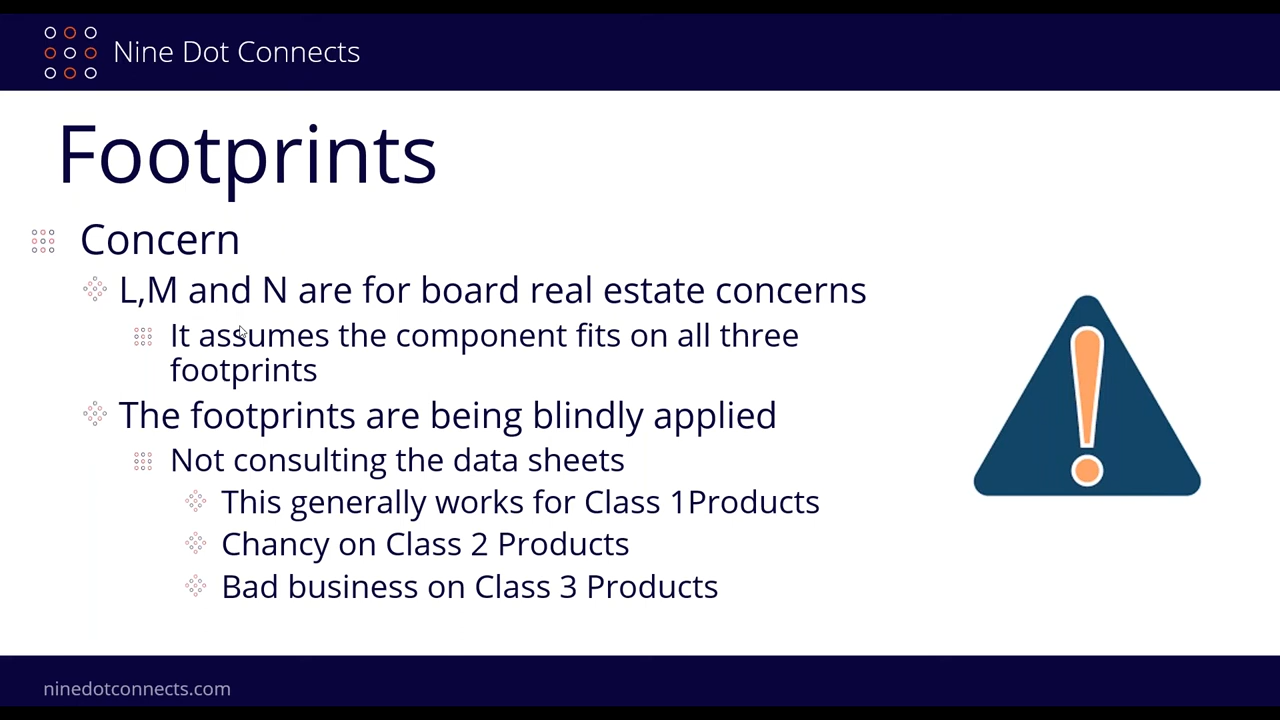 Nine Dot Connects
Footprints
Concern
L,M and N are for board real estate concerns
It assumes the component fits on all three
footprints
The footprints are being blindly applied
Not consulting the data sheets
This generally works for Class 1Products
Chancy on Class 2 Products
Bad business on Class 3 Products
ninedotconnects.com